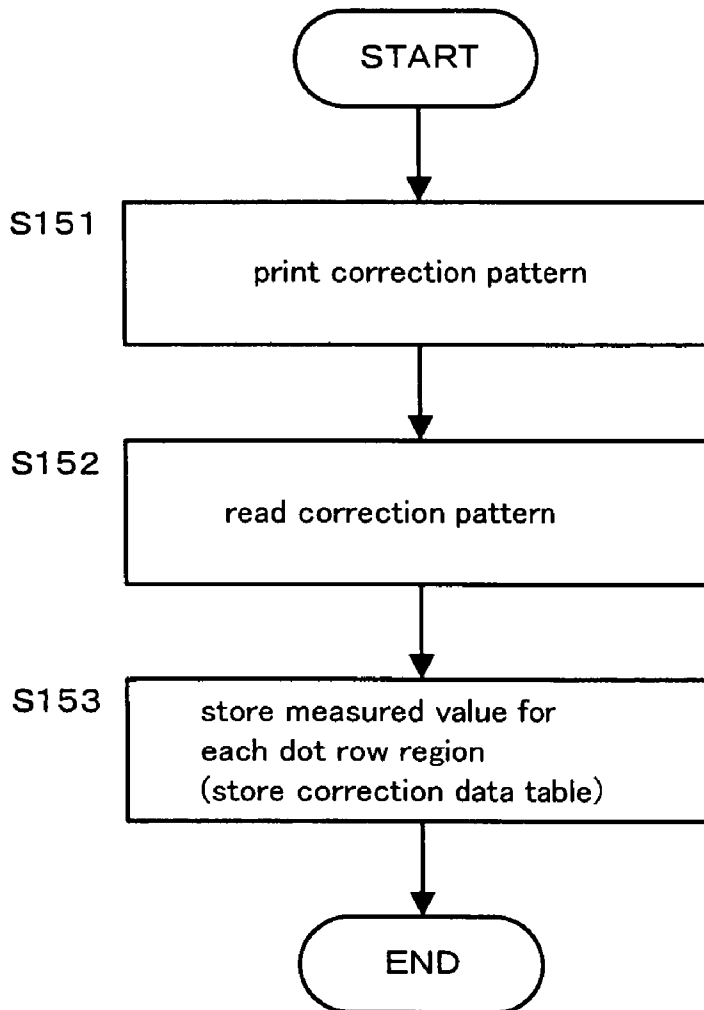 START
S151
print correction pattern
S152
read correction pattern
S153
store measured value for
each dot row region
(store correction data table)
END